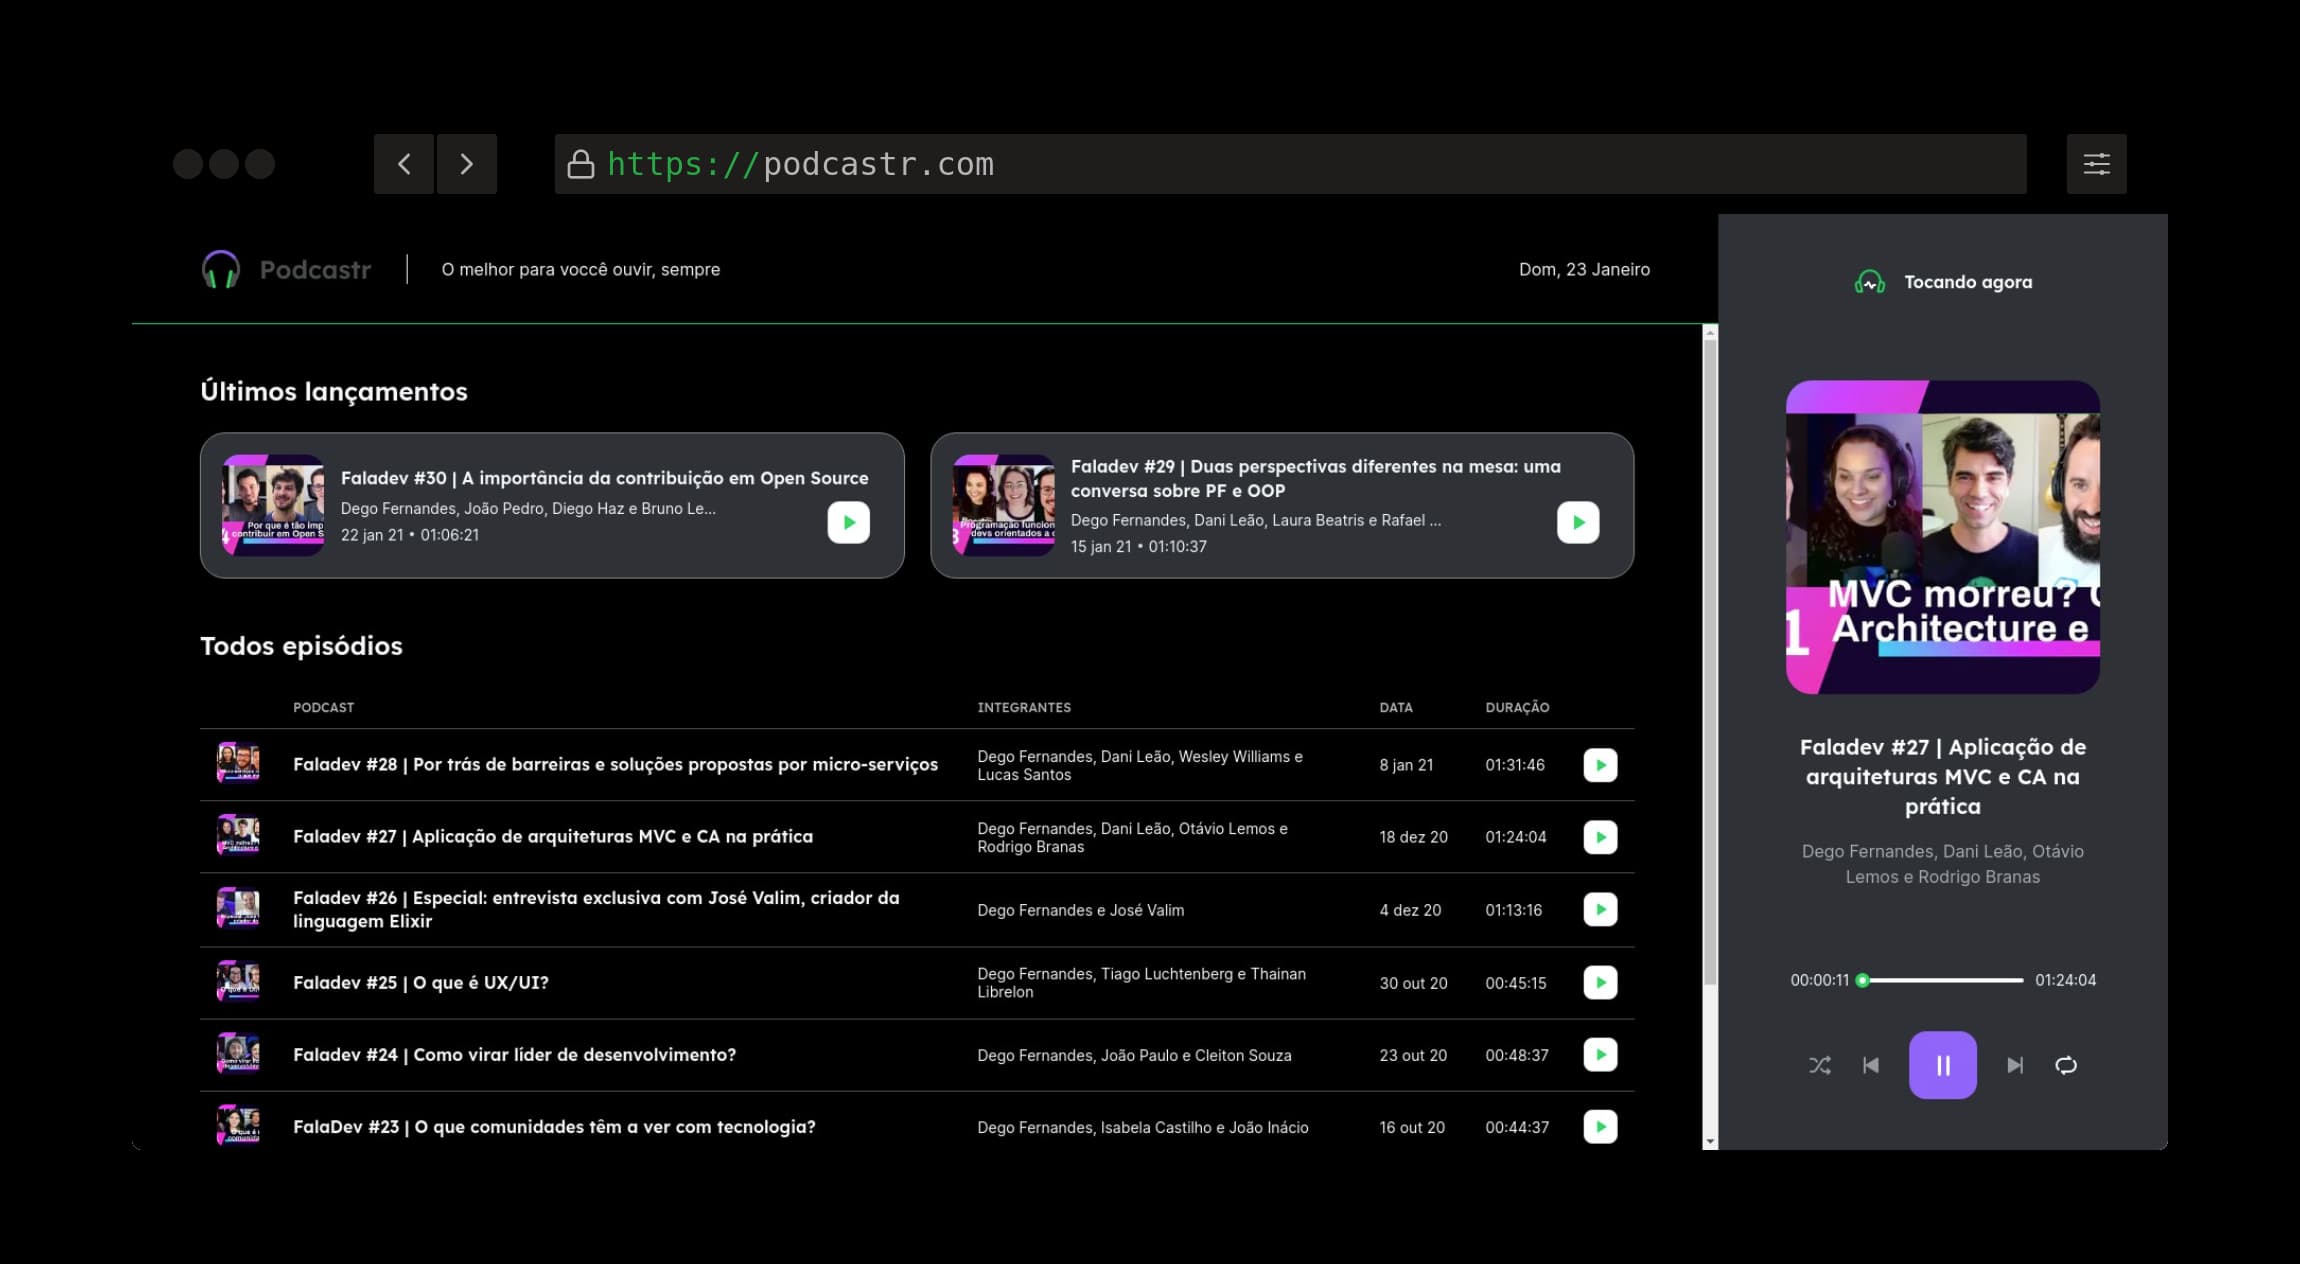 https://podcastr.com
Podcastr
O melhor para voccê ouvir, sempre
Dom, 23 Janeiro
Últimos lançamentos
Faladev #30 | A importância da contribuição em Open Source
Dego Fernandes, João Pedro, Diego Haz e Bruno Le...
22 jan 21 • 01:06:21
Por que é tão imp
contribuir em Open S
Faladev #29 | Duas perspectivas diferentes na mesa: uma
conversa sobre PF e OOP
Dego Fernandes, Dani Leão, Laura Beatris e Rafael ...
15 jan 21 • 01:10:37
Programação funcion
devs orientados a o
Todos episódios
PODCAST INTEGRANTES DATA DURAÇÃO
Faladev #28 | Por trás de barreiras e soluções propostas por micro-serviços
Dego Fernandes, Dani Leão, Wesley Williams e
Lucas Santos
8 jan 21
01:31:46
Faladev #27 | Aplicação de arquiteturas MVC e CA na prática
Dego Fernandes, Dani Leão, Otávio Lemos e
Rodrigo Branas
18 dez 20
01:24:04
Faladev #26 | Especial: entrevista exclusiva com José Valim, criador da
linguagem Elixir
Dego Fernandes e José Valim
4 dez 20
01:13:16
Faladev #25 | O que é UX/UI?
Dego Fernandes, Tiago Luchtenberg e Thainan
Librelon
30 out 20
00:45:15
Faladev #24 | Como virar líder de desenvolvimento?
Dego Fernandes, João Paulo e Cleiton Souza
23 out 20
00:48:37
FalaDev #23 | O que comunidades têm a ver com tecnologia?
Dego Fernandes, Isabela Castilho e João Inácio
16 out 20
00:44:37
Tocando agora
MVC morreu? C
1 Architecture e
Faladev #27 | Aplicação de
arquiteturas MVC e CA na
prática
Dego Fernandes, Dani Leão, Otávio
Lemos e Rodrigo Branas
00:00:11
01:24:04